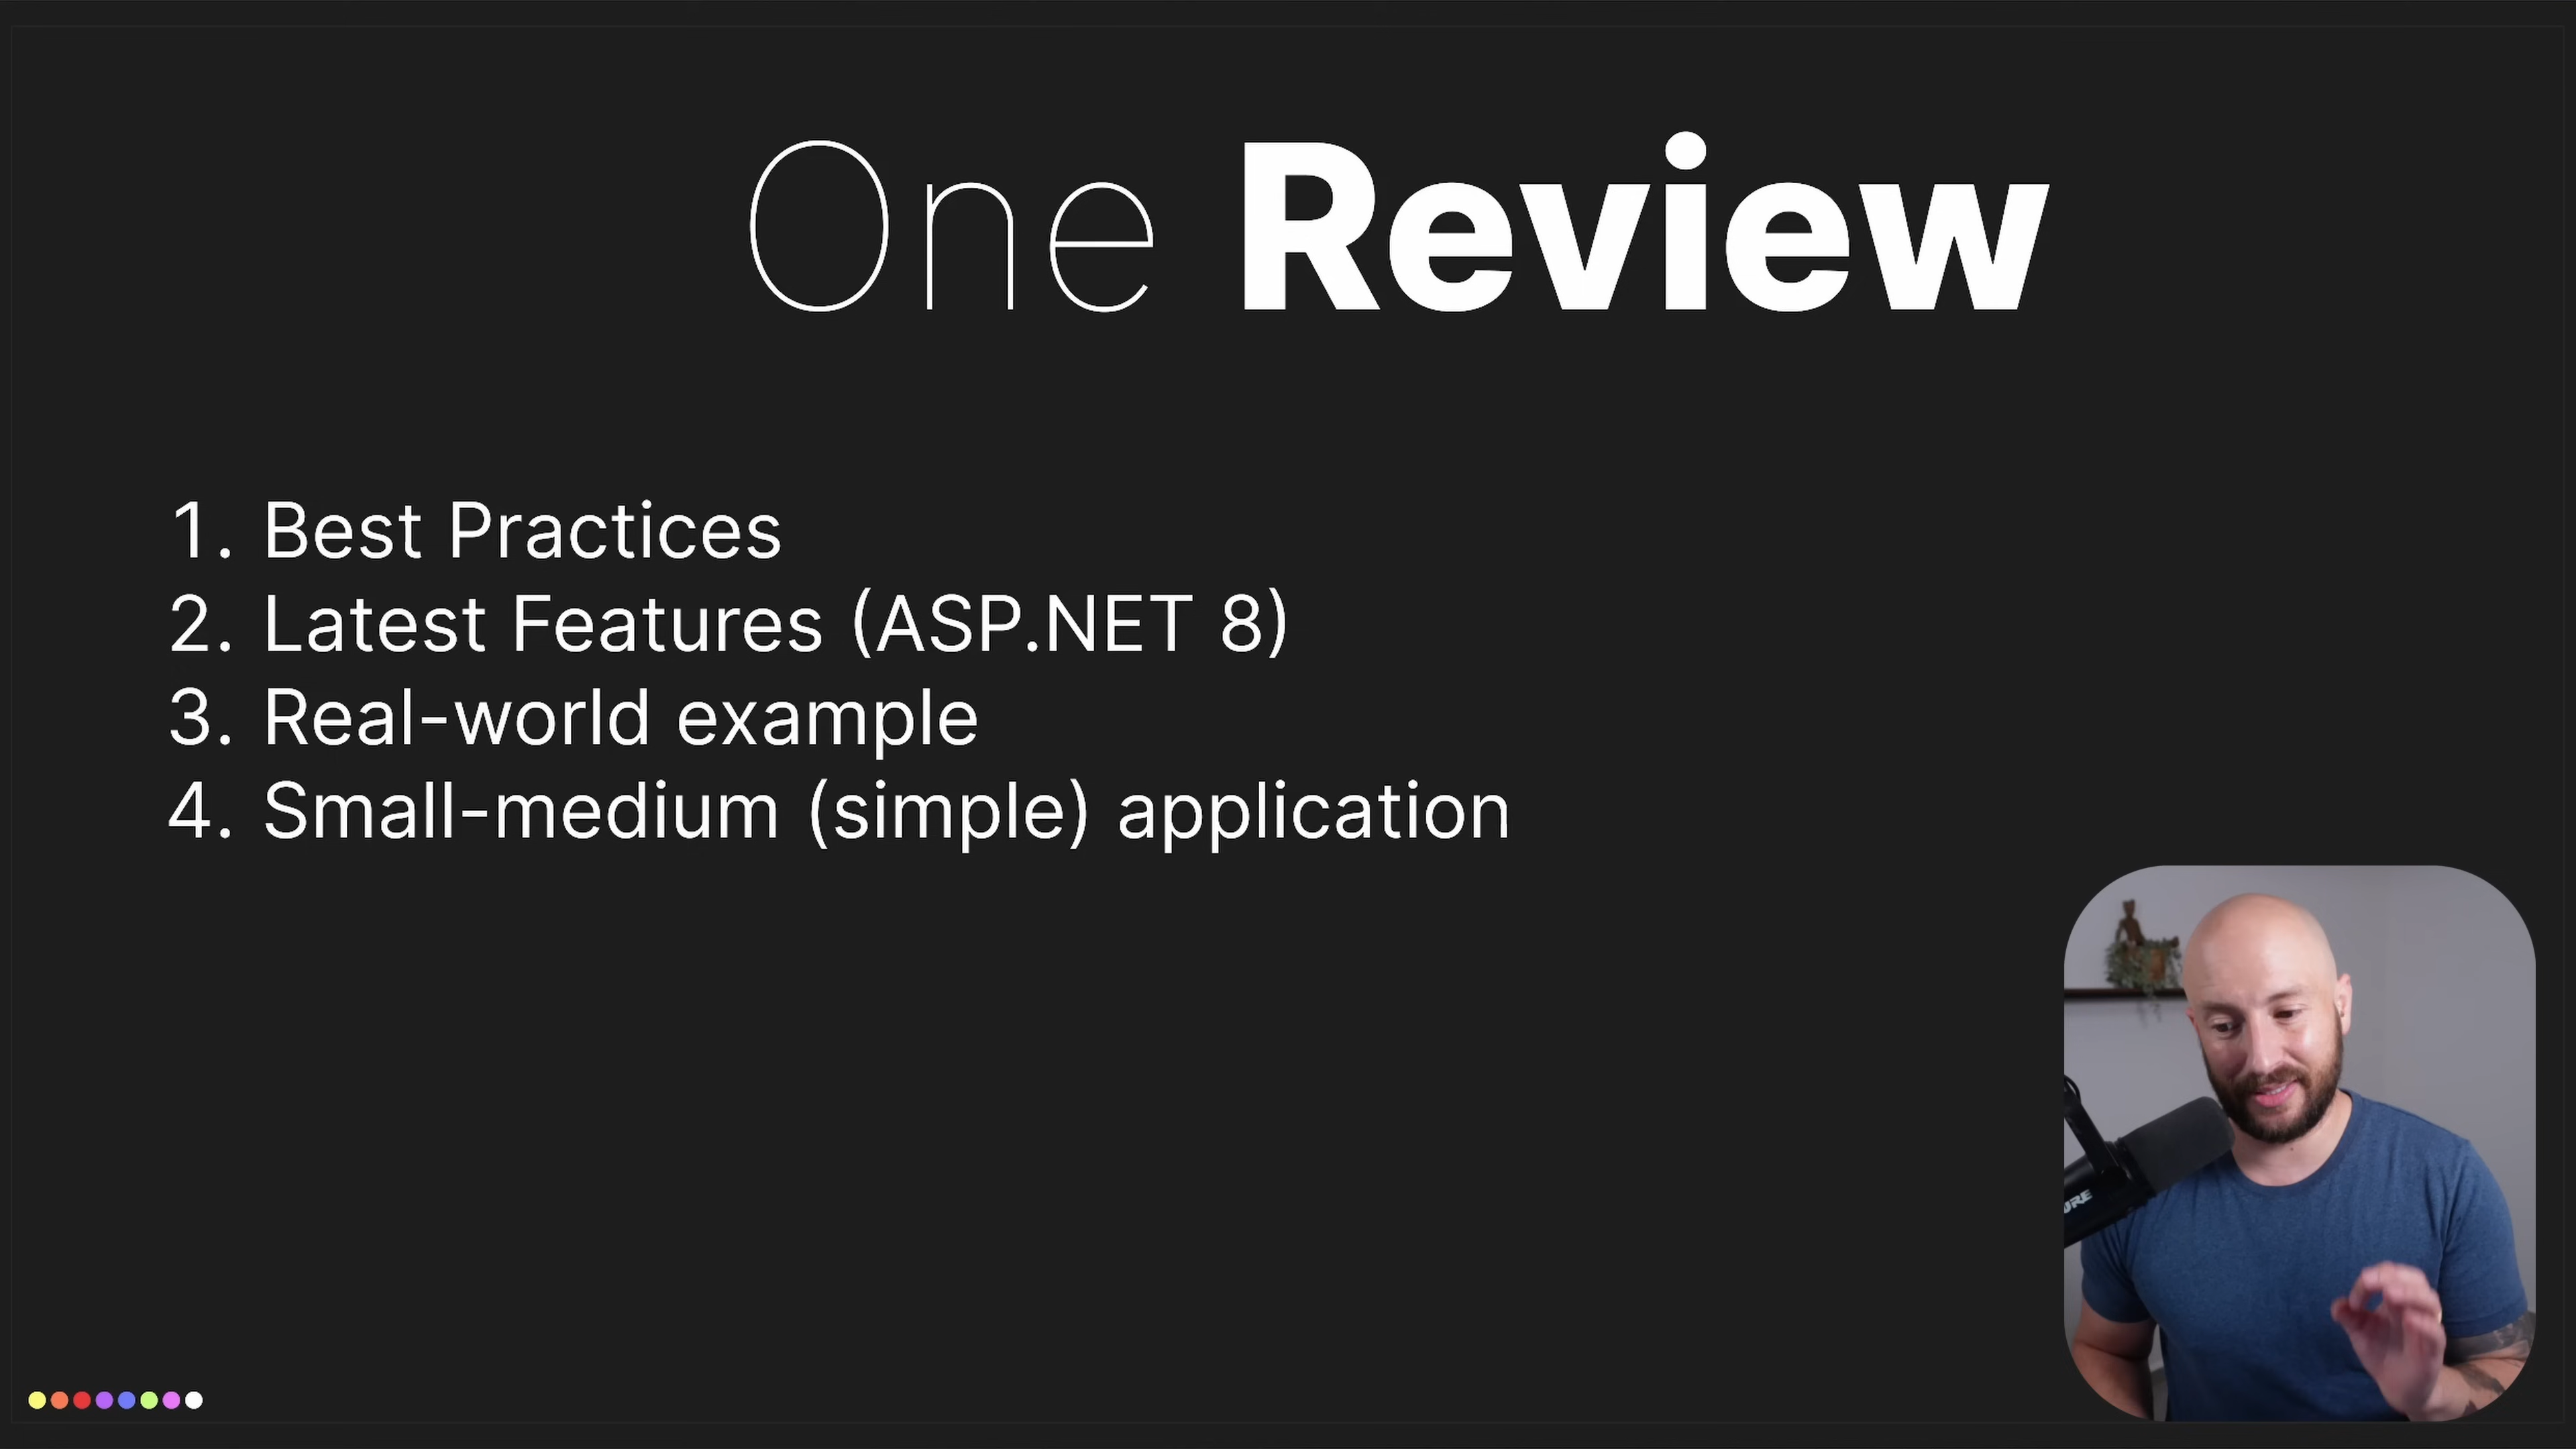 One Review
1. Best Practices
2. Latest Features (ASP.NET 8)
3. Real-world example
4. Small-medium (simple) application
URE